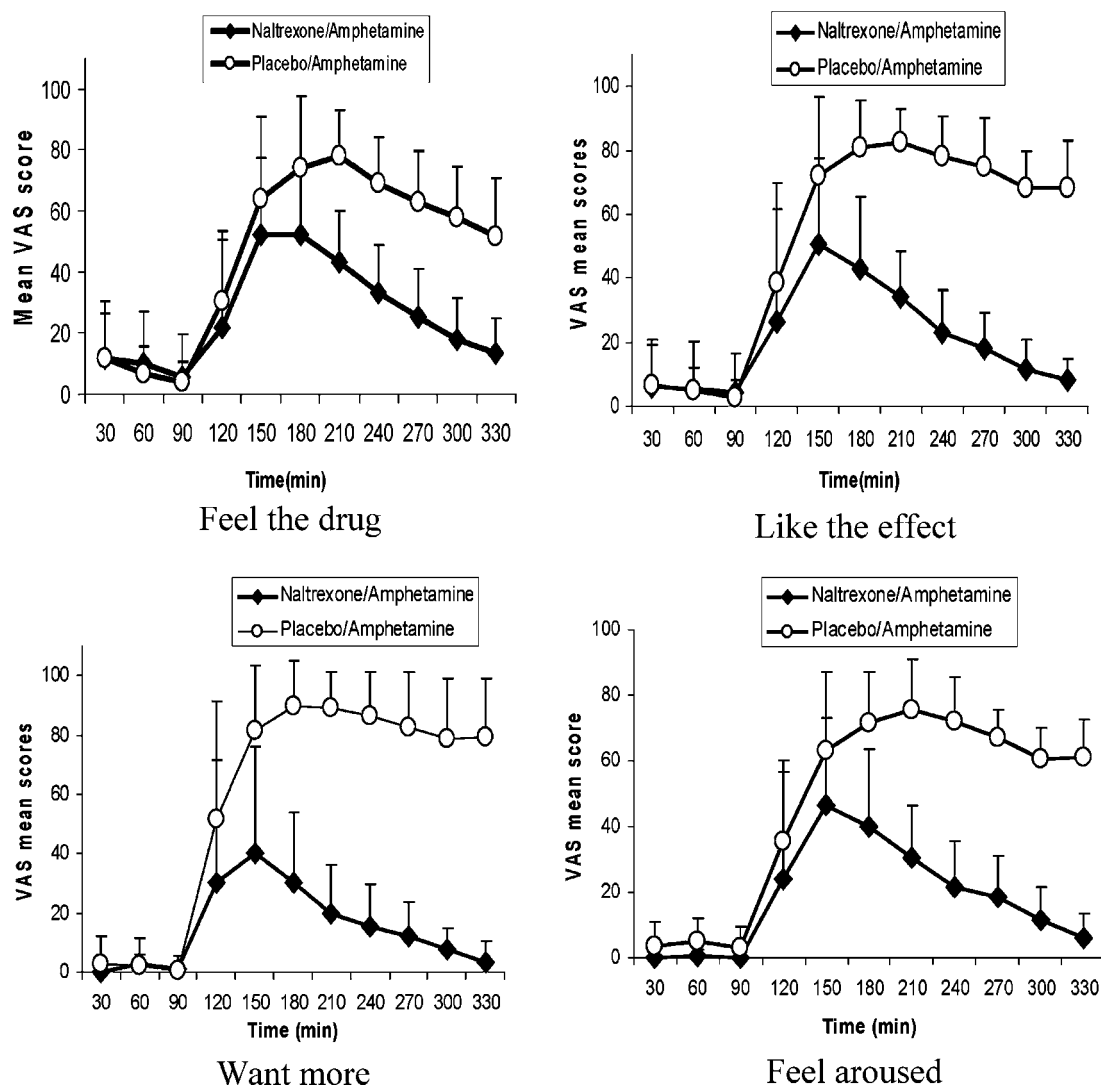 Naltrexone/Amphetamine
Placebo/Amphetamine
Mean VAS score
100
80
60
40
20
0
30 60 90 120 150 180 210 240 270 300 330
Time(min)
Feel the drug
Naltrexone/Amphetamine
Placebo/Amphetamine
VAS mean scores
100
80
60
40
20
0
30 60 90 120 150 180 210 240 270 300 330
Time(min)
Like the effect
Naltrexone/Amphetamine
Placebo/Amphetamine
VAS mean scores
100
80
60
40
20
0
30 60 90 120 150 180 210 240 270 300 330
Time (min)
Want more
Naltrexone/Amphetamine
Placebo/Amphetamine
VAS mean score
100
80
60
40
20
0
30 60 90 120 150 180 210 240 270 300 330
Time (min)
Feel aroused